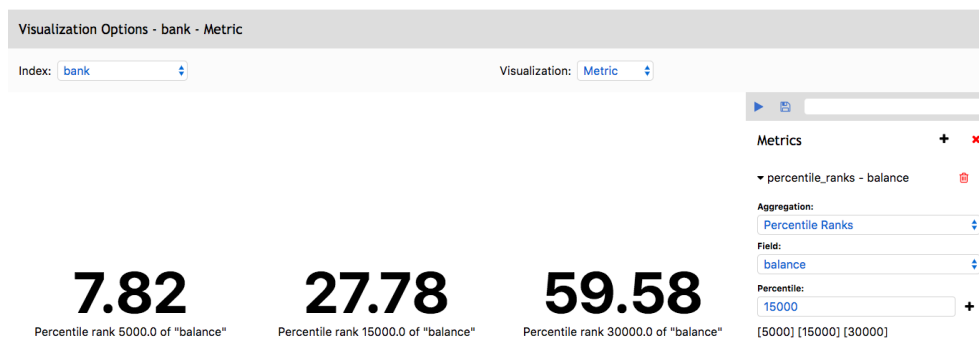 Visualization Options - bank - Metric
Index: bank
Visualization: Metric
Metrics
percentile_ranks - balance
Aggregation:
Percentile Ranks
Field:
balance
Percentile:
15000
[5000] [15000] [30000]
7.82
Percentile rank 5000.0 of "balance"
27.78
Percentile rank 15000.0 of "balance"
59.58
Percentile rank 30000.0 of "balance"